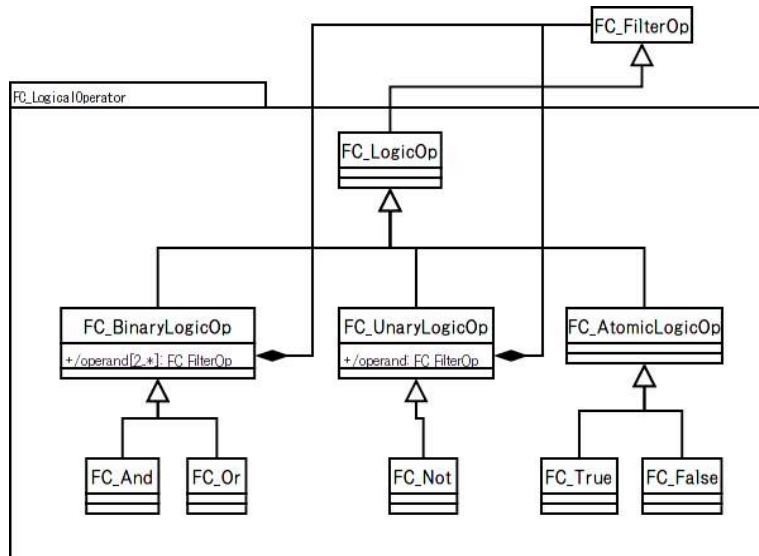 FC_FilterOp
FC_LogicalOperator
FC_LogicOp
FC_BinaryLogicOp
+/operand[2..*]: FC_FilterOp
FC_UnaryLogicOp
+/operand: FC_FilterOp
FC_AtomicLogicOp
FC_And
FC_Or
FC_Not
FC_True
FC_False